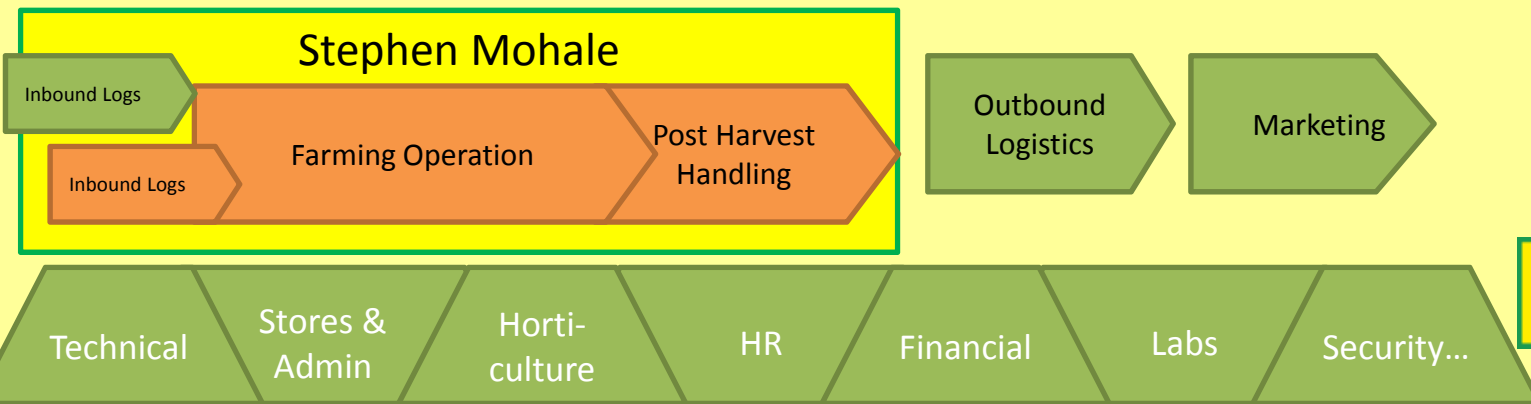 Stephen Mohale
Inbound Logs
Inbound Logs
Farming Operation
Post Harvest
Handling
Outbound
Logistics
Marketing
Technical
Stores &
Admin
Horti-
culture
HR
Financial
Labs
Security…